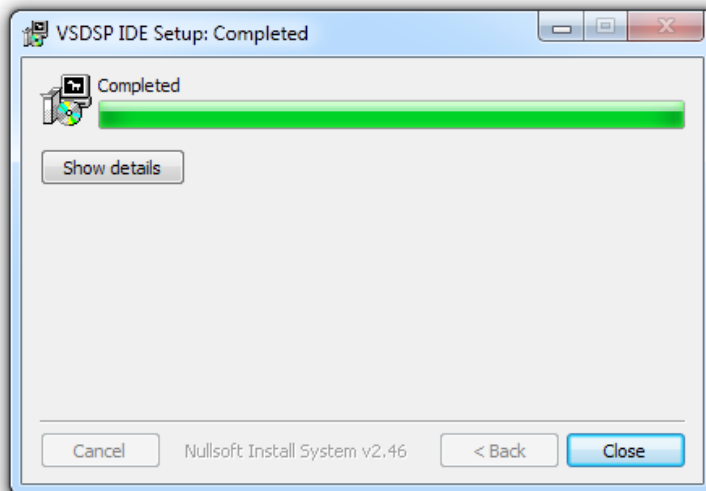 VSDSP IDE Setup: Completed
Completed
Show details
Cancel
Nullsoft Install System v2.46
< Back
Close